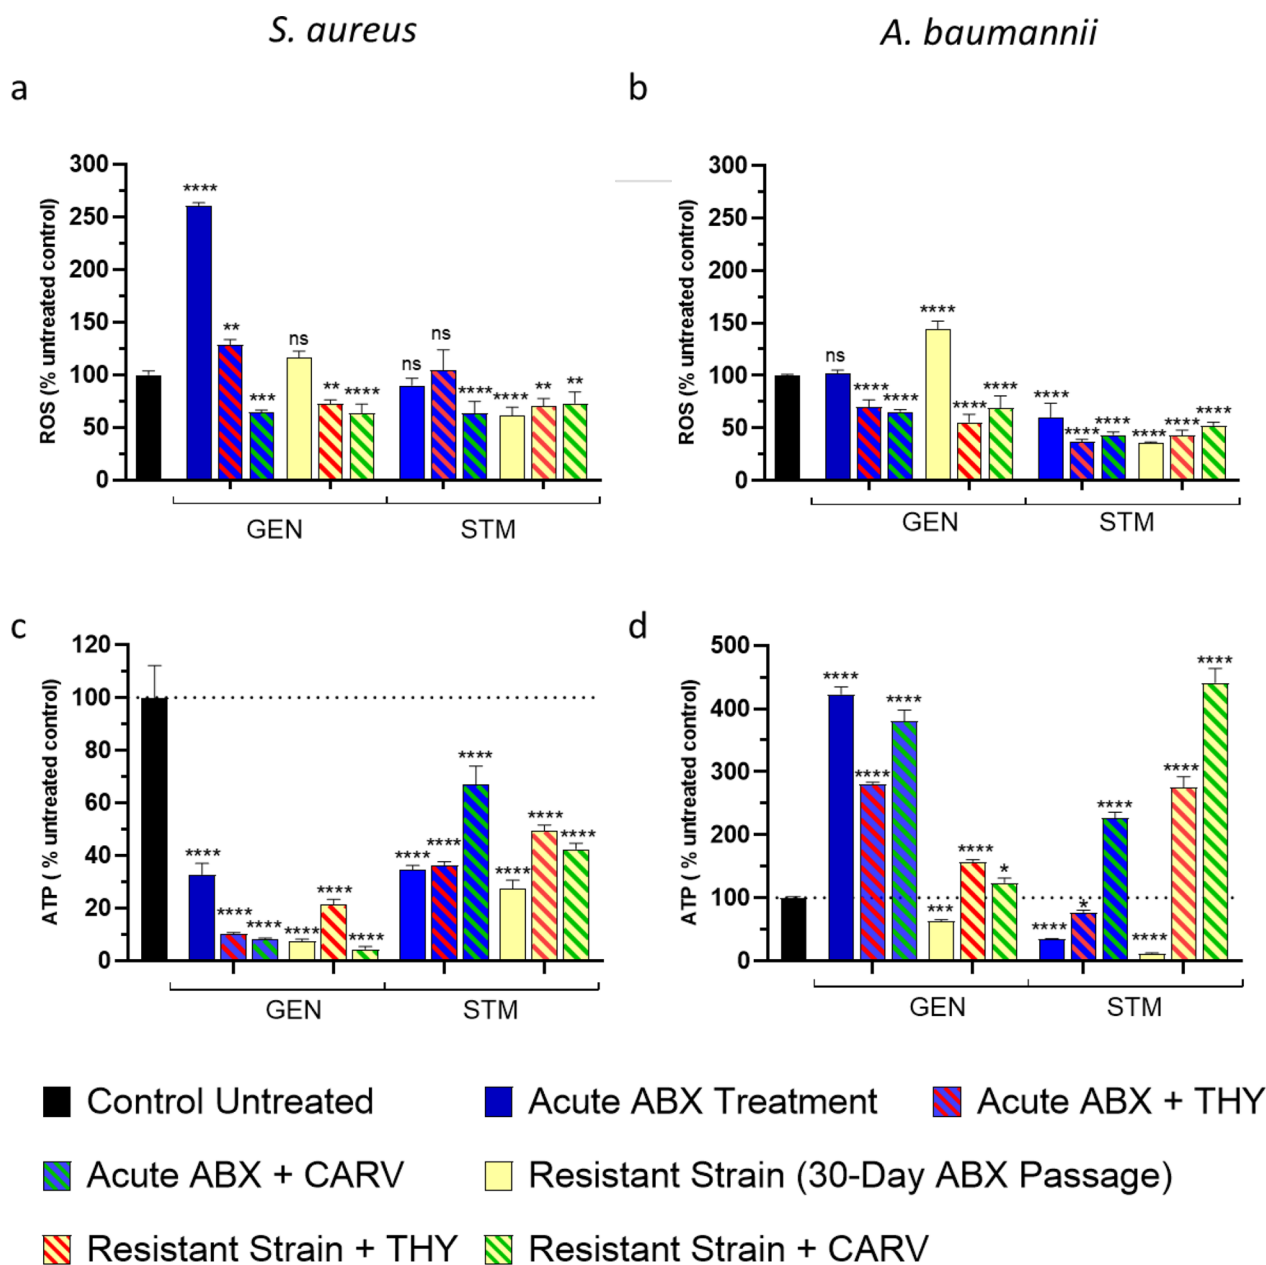 S. aureus
A. baumannii
a
b
ROS (% untreated control)
300
250
200
150
100
50
0
****
**
***
ns
**
****
ns
ns
****
****
**
**
GEN
STM
ROS (% untreated control)
300
250
200
150
100
50
0
ns
****
****
****
****
****
****
****
****
****
****
****
GEN
STM
c
d
ATP ( % untreated control)
120
100
80
60
40
20
0
****
****
****
****
****
****
****
****
****
****
****
****
GEN
STM
ATP ( % untreated control)
500
400
300
200
100
0
****
****
****
***
****
*
****
*
****
****
****
****
GEN
STM
Control Untreated
Acute ABX Treatment
Acute ABX + THY
Acute ABX + CARV
Resistant Strain (30-Day ABX Passage)
Resistant Strain + THY
Resistant Strain + CARV